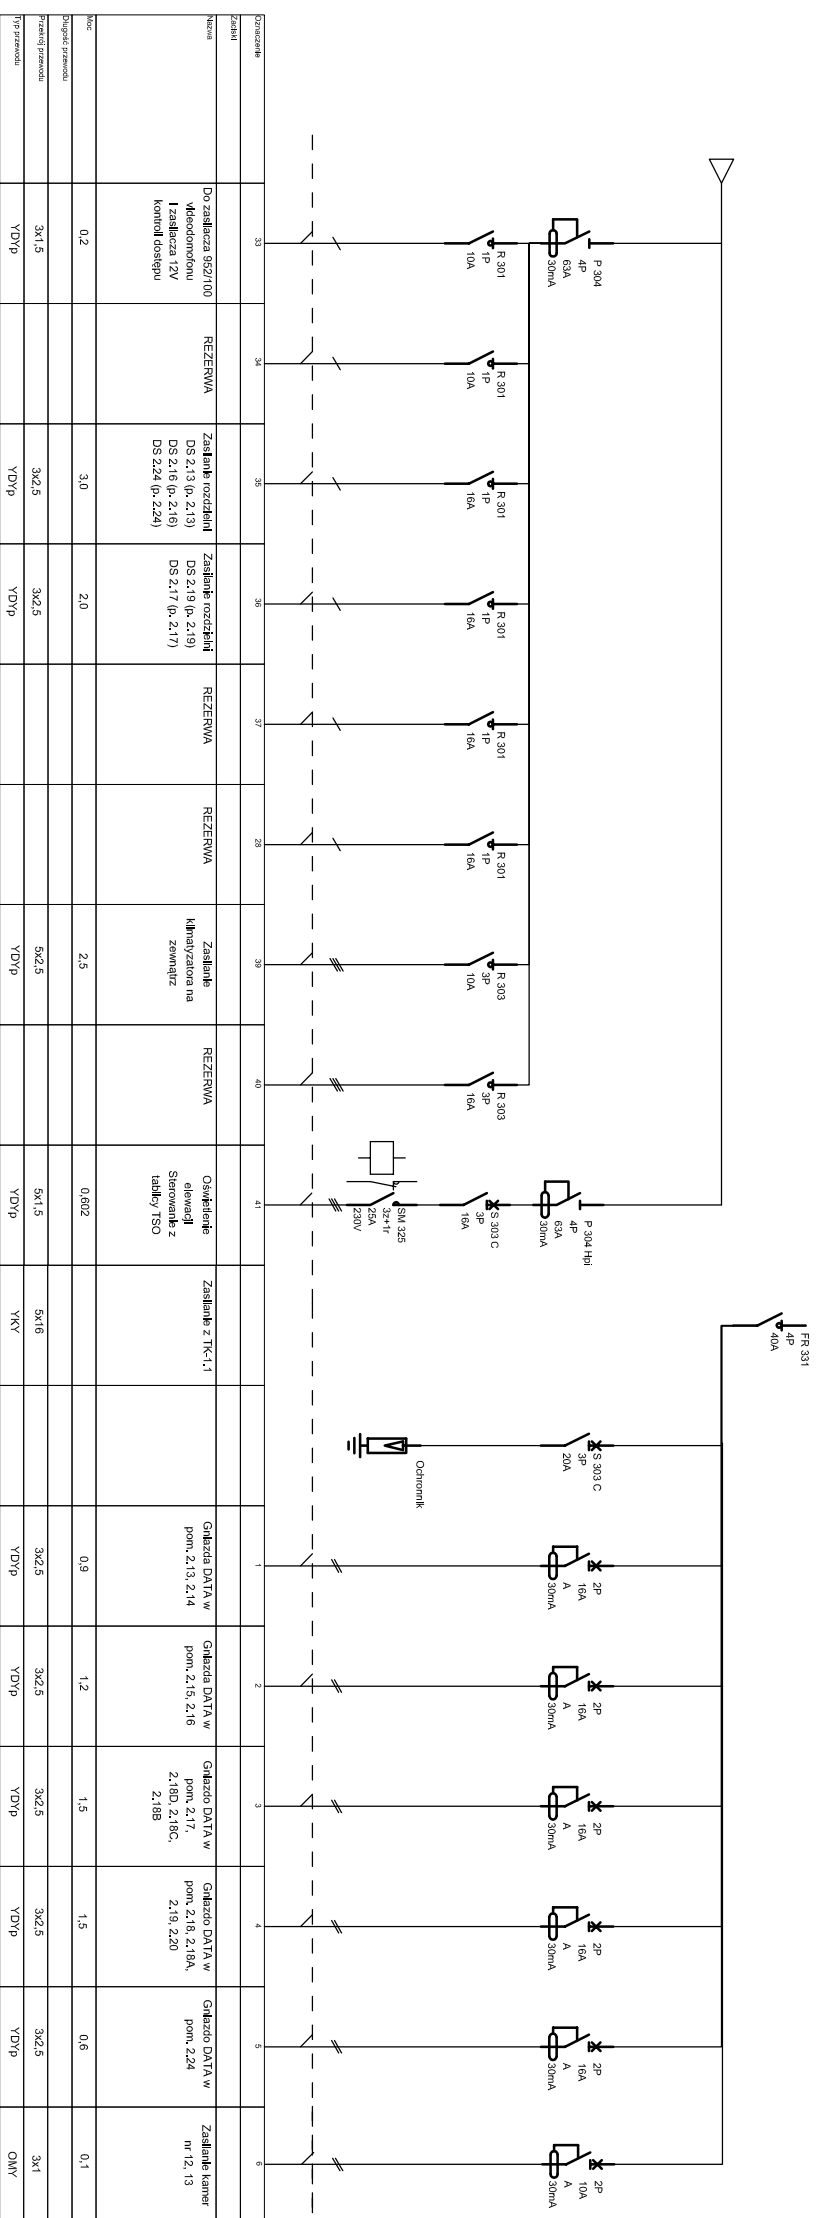 FR 331
4P
40A
P 304
4P
63A
30mA
R 301
1P
10A
R 301
1P
10A
R 301
1P
16A
R 301
1P
16A
R 301
1P
16A
R 301
1P
16A
R 303
3P
10A
R 303
3P
16A
P 304 Hpi
4P
63A
30mA
S 303 C
3P
16A
SM 325
3z+1r
25A
230V
S 303 C
3P
20A
Ochronnik
2P
16A
A
30mA
2P
16A
A
30mA
2P
16A
A
30mA
2P
16A
A
30mA
2P
16A
A
30mA
2P
10A
A
30mA
Oznaczenie
33
34
35
36
37
28
39
40
41
1
2
3
4
5
6
Zaciski
Nazwa
Do zasilacza 952/100
videodomofonu
i zasilacza 12V
kontroli dostępu
REZERWA
Zasilanie rozdzielni
DS 2.13 (p. 2.13)
DS 2.16 (p. 2.16)
DS 2.24 (p. 2.24)
Zasilanie rozdzielni
DS 2.19 (p. 2.19)
DS 2.17 (p. 2.17)
REZERWA
REZERWA
Zasilanie
klimatyzatora na
zewnątrz
REZERWA
Oświetlenie
elewacji
Sterowanie z
tablicy TSO
Zasilanie z TK-1.1
Gniazda DATA w
pom. 2.13, 2.14
Gniazda DATA w
pom. 2.15, 2.16
Gniazdo DATA w
pom. 2.17,
2.18D, 2.18C,
2.18B
Gniazdo DATA w
pom. 2.18, 2.18A,
2.19, 2.20
Gniazdo DATA w
pom. 2.24
Zasilanie kamer
nr 12, 13
Moc
0,2
3,0
2,0
2,5
0,602
0,9
1,2
1,5
1,5
0,6
0,1
Długość przewodu
Przekrój przewodu
3x1,5
3x2,5
3x2,5
5x2,5
5x1,5
5x16
3x2,5
3x2,5
3x2,5
3x2,5
3x2,5
3x1
Typ przewodu
YDYp
YDYp
YDYp
YDYp
YDYp
YKY
YDYp
YDYp
YDYp
YDYp
YDYp
OMY